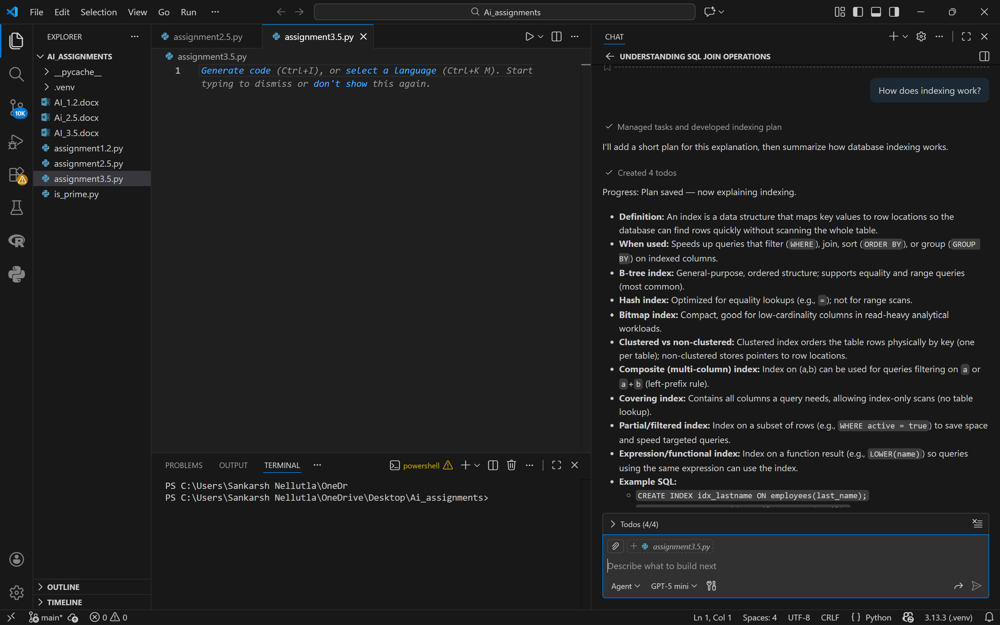 File Edit Selection View Go Run ···
Ai_assignments
EXPLORER ···
AI_ASSIGNMENTS
__pycache__
.venv
AI_1.2.docx
Ai_2.5.docx
AI_3.5.docx
assignment1.2.py
assignment2.5.py
assignment3.5.py
is_prime.py
OUTLINE
TIMELINE
10K
assignment2.5.py
assignment3.5.py
assignment3.5.py
1
Generate code (Ctrl+I), or select a language (Ctrl+K M). Start
typing to dismiss or don't show this again.
PROBLEMS OUTPUT TERMINAL ···
powershell
PS C:\Users\Sankarsh Nellutla\OneDr
PS C:\Users\Sankarsh Nellutla\OneDrive\Desktop\Ai_assignments>
CHAT
UNDERSTANDING SQL JOIN OPERATIONS
How does indexing work?
Managed tasks and developed indexing plan
I'll add a short plan for this explanation, then summarize how database indexing works.
Created 4 todos
Progress: Plan saved — now explaining indexing.
• Definition: An index is a data structure that maps key values to row locations so the
database can find rows quickly without scanning the whole table.
• When used: Speeds up queries that filter (WHERE), join, sort (ORDER BY), or group (GROUP
BY) on indexed columns.
• B-tree index: General-purpose, ordered structure; supports equality and range queries
(most common).
• Hash index: Optimized for equality lookups (e.g., =); not for range scans.
• Bitmap index: Compact, good for low-cardinality columns in read-heavy analytical
workloads.
• Clustered vs non-clustered: Clustered index orders the table rows physically by key (one
per table); non-clustered stores pointers to row locations.
• Composite (multi-column) index: Index on (a,b) can be used for queries filtering on a or
a+b (left-prefix rule).
• Covering index: Contains all columns a query needs, allowing index-only scans (no table
lookup).
• Partial/filtered index: Index on a subset of rows (e.g., WHERE active = true) to save space
and speed targeted queries.
• Expression/functional index: Index on a function result (e.g., LOWER(name)) so queries
using the same expression can use the index.
• Example SQL:
CREATE INDEX idx_lastname ON employees(last_name);
Todos (4/4)
assignment3.5.py
Describe what to build next
Agent GPT-5 mini
main* 0 0
Ln 1, Col 1 Spaces: 4 UTF-8 CRLF {} Python 3.13.3 (.venv)